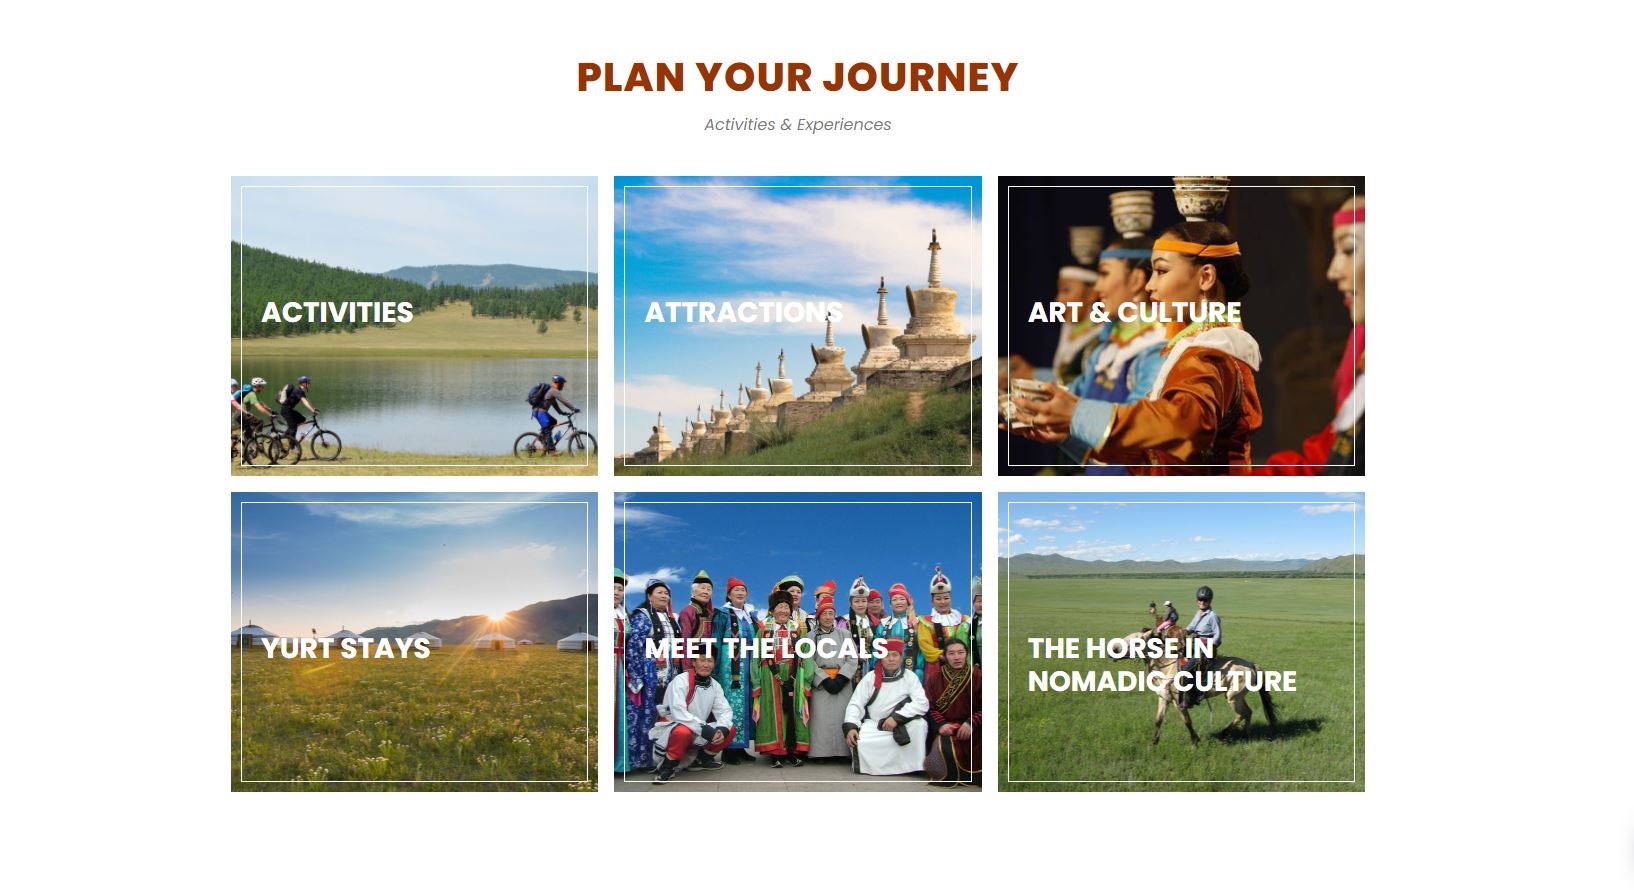 PLAN YOUR JOURNEY
Activities & Experiences
ACTIVITIES
ATTRACTIONS
ART & CULTURE
YURT STAYS
MEET THE LOCALS
THE HORSE IN
NOMADIC CULTURE